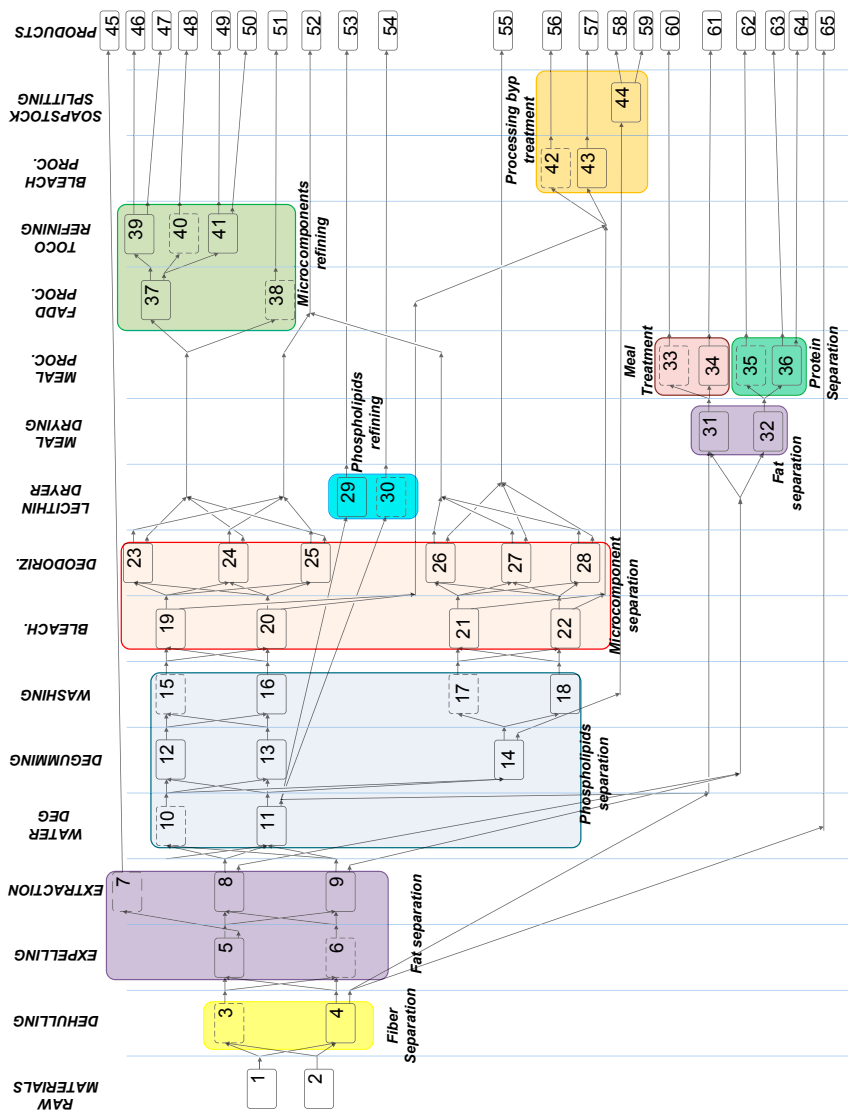 RAW
MATERIALS
DEHULLING
EXPELLING
EXTRACTION
WATER
DEG
DEGUMMING
WASHING
BLEACH.
DEODORIZ.
LECITHIN
DRYER
MEAL
DRYING
MEAL
PROC.
FADD
PROC.
TOCO
REFINING
BLEACH
PROC.
SOAPSTOCK
SPLITTING
PRODUCTS
1
2
3
4
Fiber
Separation
5
6
7
8
9
Fat separation
10
11
12
13
14
15
16
17
18
Phospholipids
separation
19
20
21
22
23
24
25
26
27
28
Microcomponent
separation
29
30
Phospholipids
refining
31
32
Fat
separation
33
34
Meal
Treatment
35
36
Protein
Separation
37
38
39
40
41
Microcomponents
refining
42
43
44
Processing byp
treatment
45
46
47
48
49
50
51
52
53
54
55
56
57
58
59
60
61
62
63
64
65